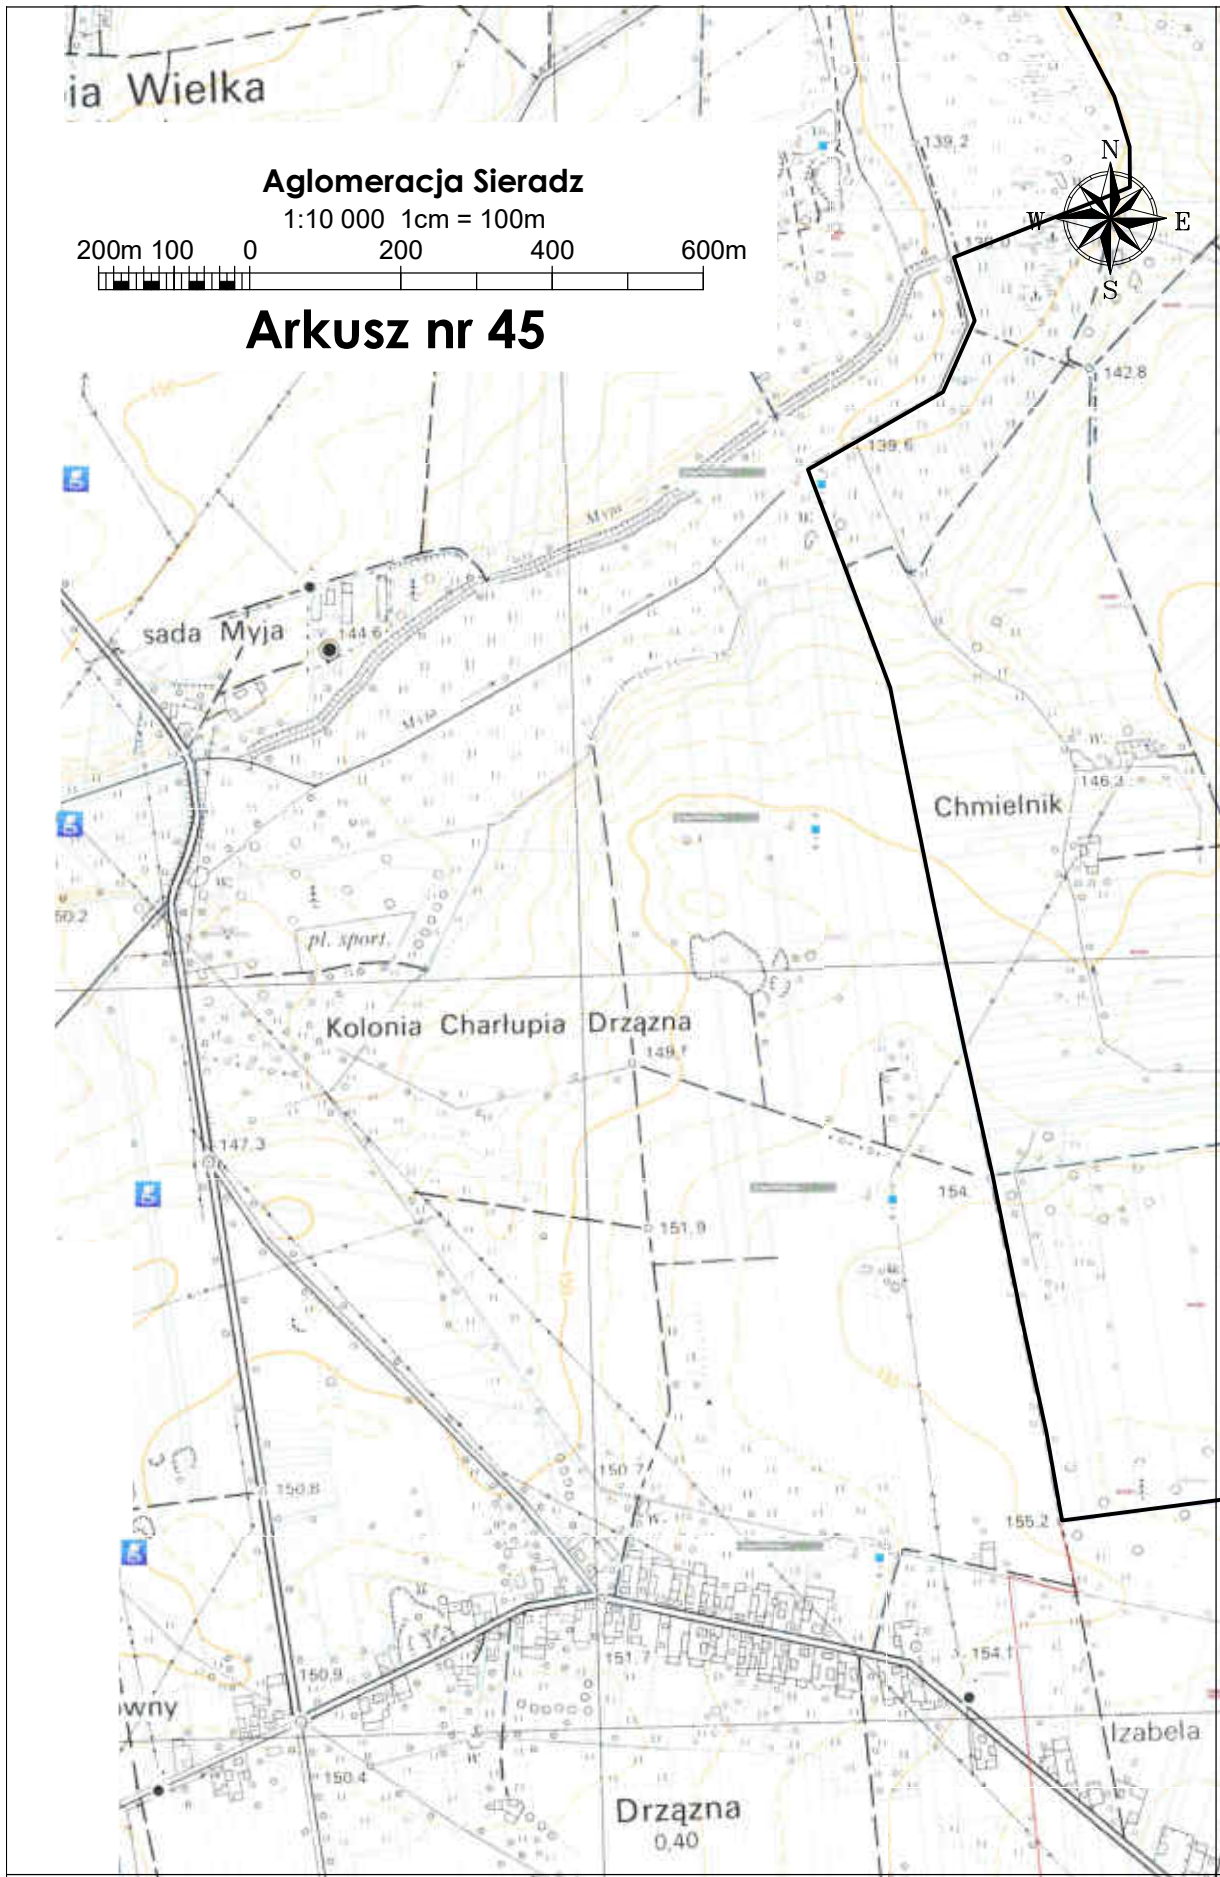 ia Wielka
Aglomeracja Sieradz
1:10 000 1cm = 100m
200m 100 0 200 400 600m
Arkusz nr 45
139,2
N
W E
S
142.8
139,6
Myja
sada Myja
144.6
Myja
Chmielnik
146,3
50.2
pl. sport.
Kolonia Charłupia Drzązna
149,1
147.3
154.
151,9
150
150.8
150.7
155.2
150.9
151.7
154.1
wny
Izabela
150.4
Drzązna
0,40